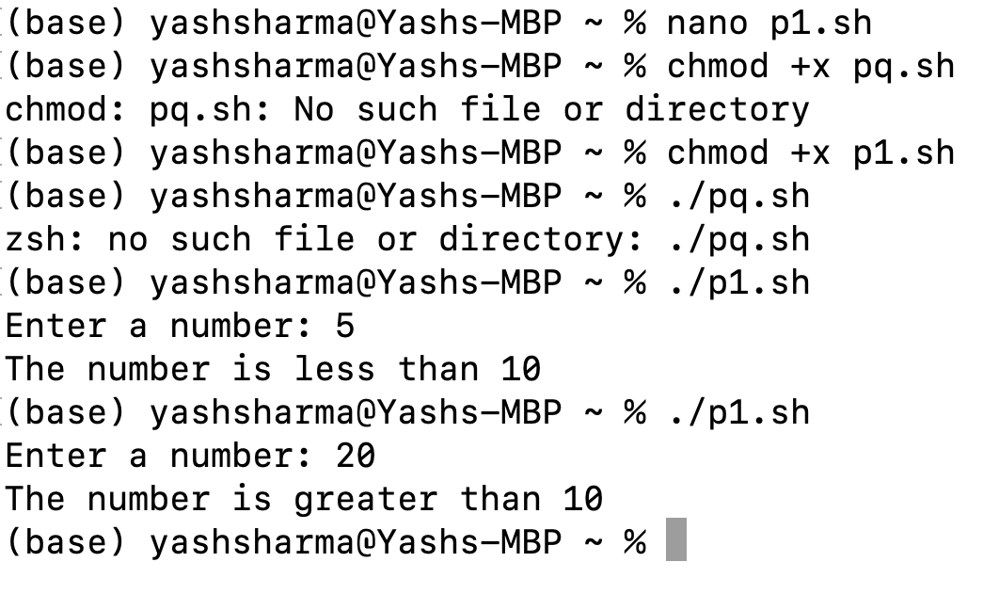 (base) yashsharma@Yashs-MBP ~ % nano p1.sh
(base) yashsharma@Yashs-MBP ~ % chmod +x pq.sh
chmod: pq.sh: No such file or directory
(base) yashsharma@Yashs-MBP ~ % chmod +x p1.sh
(base) yashsharma@Yashs-MBP ~ % ./pq.sh
zsh: no such file or directory: ./pq.sh
(base) yashsharma@Yashs-MBP ~ % ./p1.sh
Enter a number: 5
The number is less than 10
(base) yashsharma@Yashs-MBP ~ % ./p1.sh
Enter a number: 20
The number is greater than 10
(base) yashsharma@Yashs-MBP ~ %